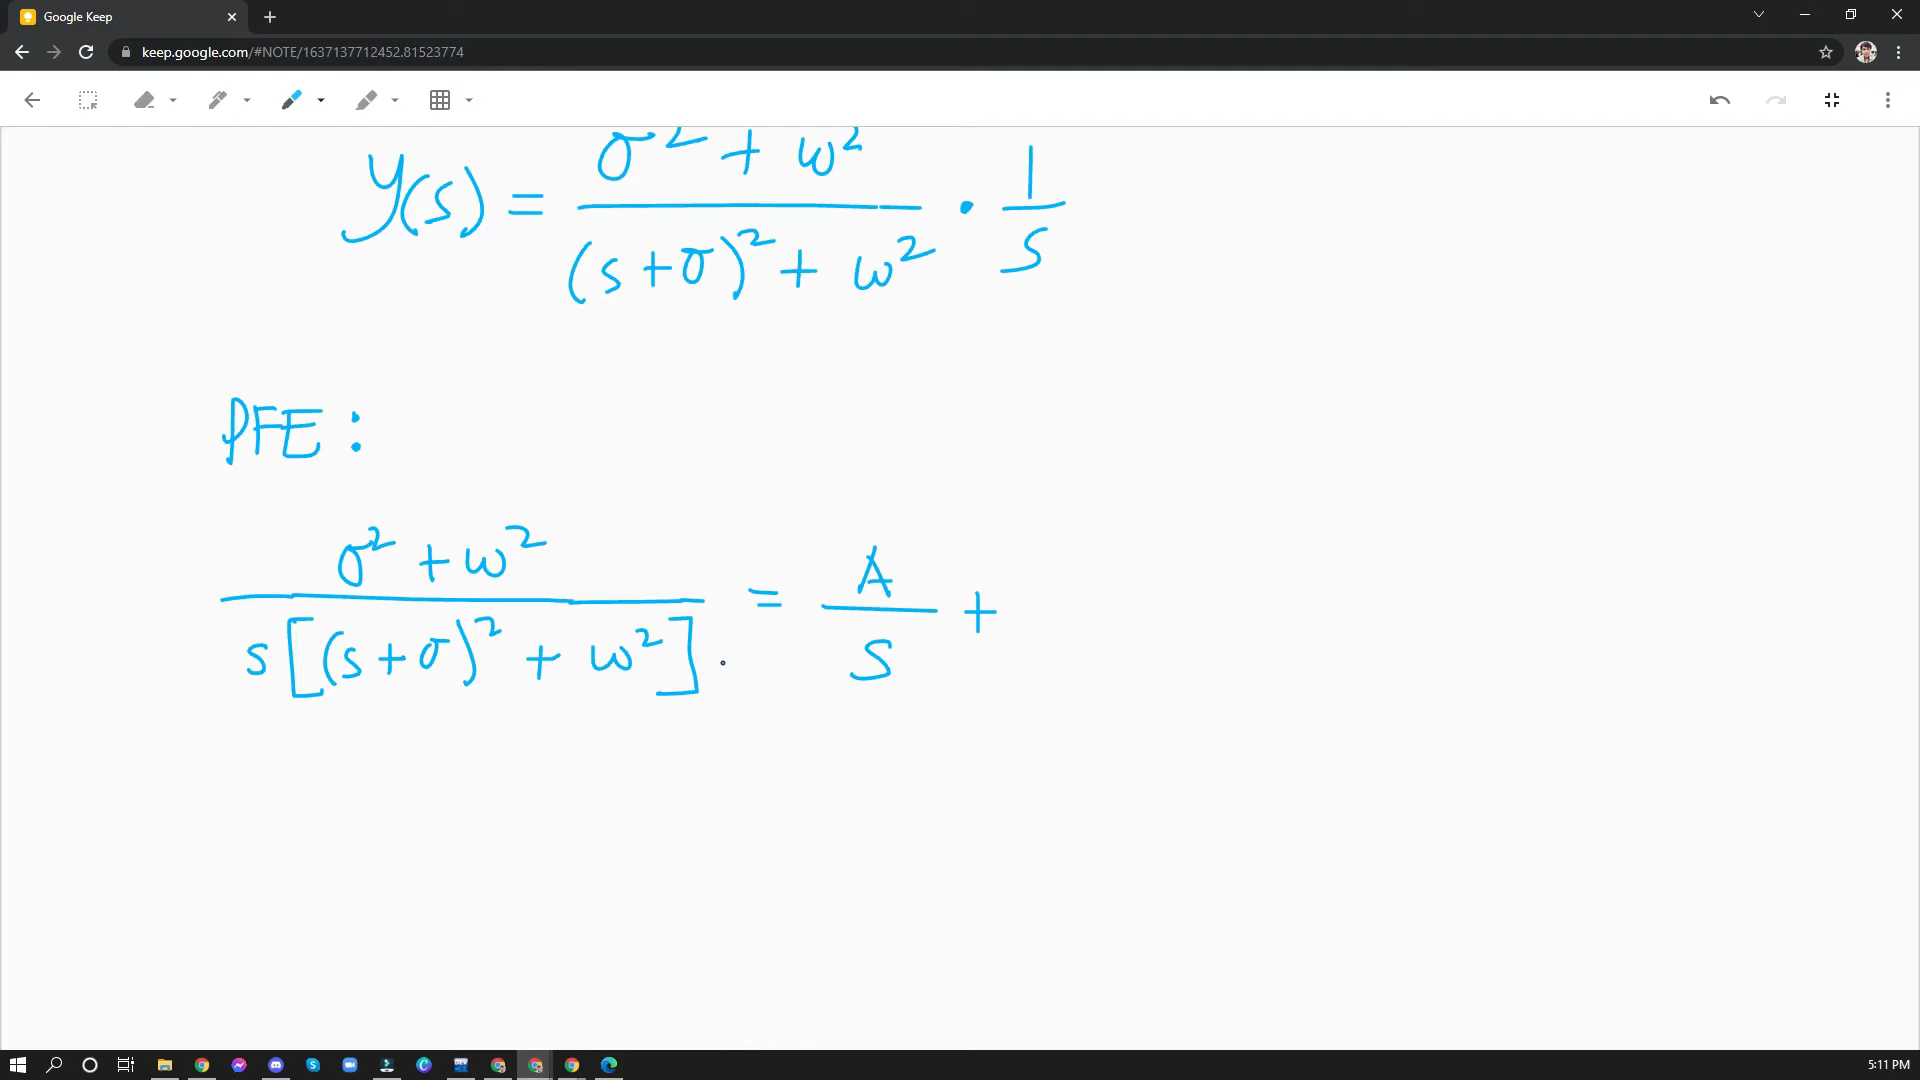 Google Keep
keep.google.com/#NOTE/1637137712452.81523774
Y(s) = (σ² + ω²)/((s+σ)² + ω²) · 1/s
PFE:
(σ² + ω²)/(s[(s+σ)² + ω²]) = A/s +
5:11 PM